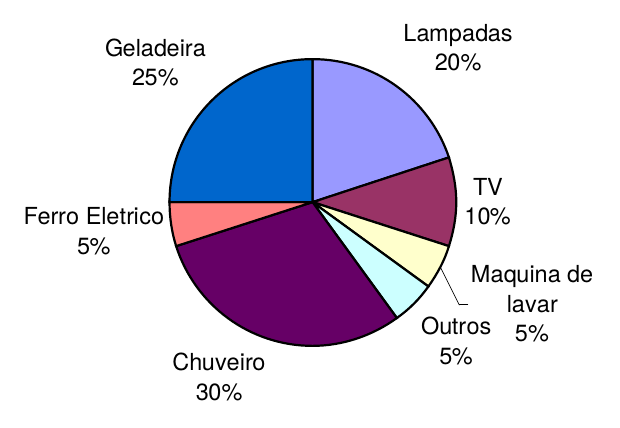 Lampadas
20%
Geladeira
25%
TV
10%
Ferro Eletrico
5%
Maquina de
lavar
5%
Outros
5%
Chuveiro
30%